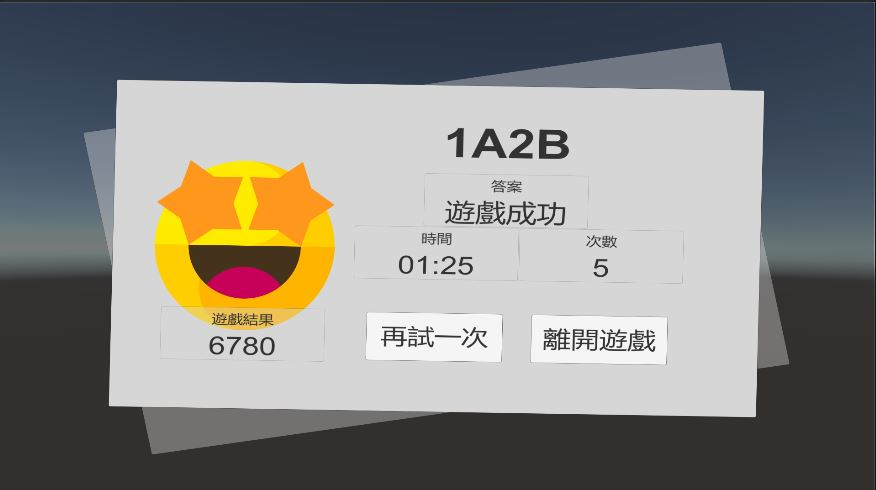 1A2B
答案
遊戲成功
時間
01:25
次數
5
遊戲結果
6780
再試一次
離開遊戲